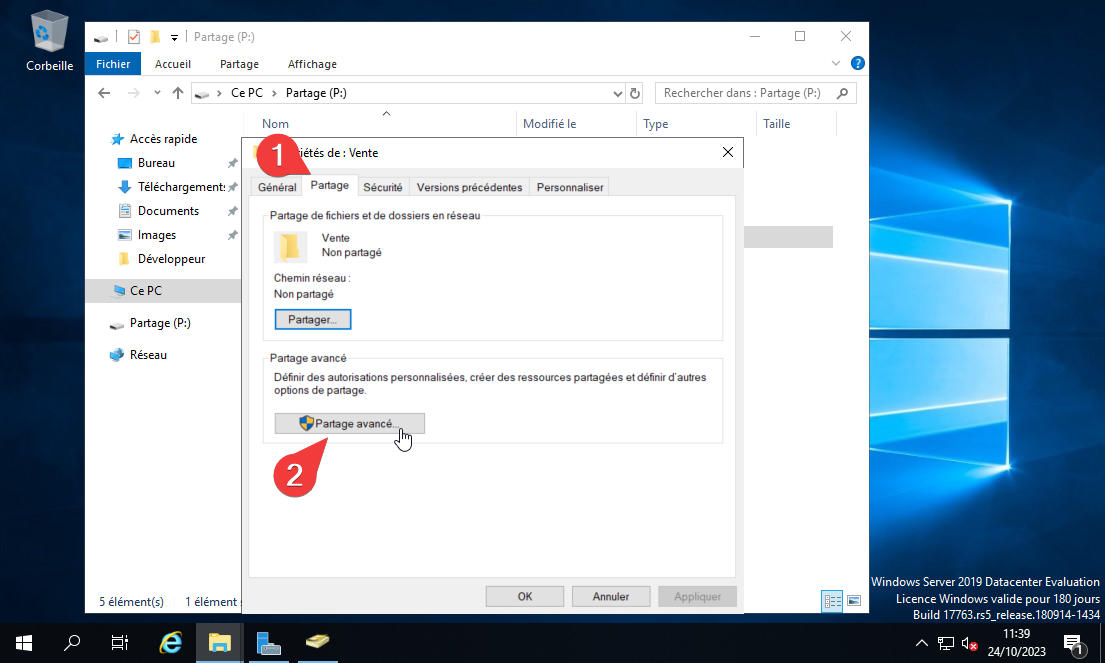 Corbeille
Partage (P:)
Fichier
Accueil
Partage
Affichage
?
Ce PC
Partage (P:)
Rechercher dans : Partage (P:)
Nom
Modifié le
Type
Taille
Accès rapide
Bureau
Téléchargements
Documents
Images
Développeur
Ce PC
Partage (P:)
Réseau
1
de : Vente
Général
Partage
Sécurité
Versions précédentes
Personnaliser
Partage de fichiers et de dossiers en réseau
Vente
Non partagé
Chemin réseau :
Non partagé
Partager...
Partage avancé
Définir des autorisations personnalisées, créer des ressources partagées et définir d'autres
options de partage.
Partage avancé...
2
OK
Annuler
Appliquer
5 élément(s)
1 élément
Windows Server 2019 Datacenter Evaluation
Licence Windows valide pour 180 jours
Build 17763.rs5_release.180914-1434
11:39
24/10/2023
1